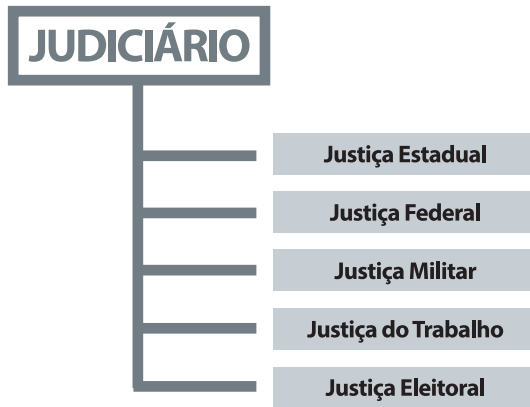 JUDICIÁRIO
Justiça Estadual
Justiça Federal
Justiça Militar
Justiça do Trabalho
Justiça Eleitoral